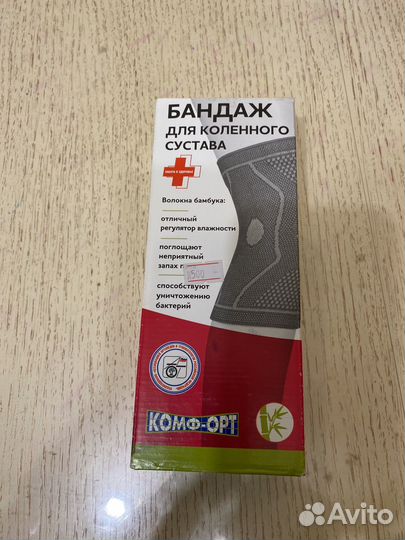 БАНДАЖ
ДЛЯ КОЛЕННОГО
СУСТАВА
Волокна бамбука:
отличный
регулятор влажности
поглощают
неприятный
запах
способствуют
уничтожению
бактерий
КОМФ-ОРТ
Avito